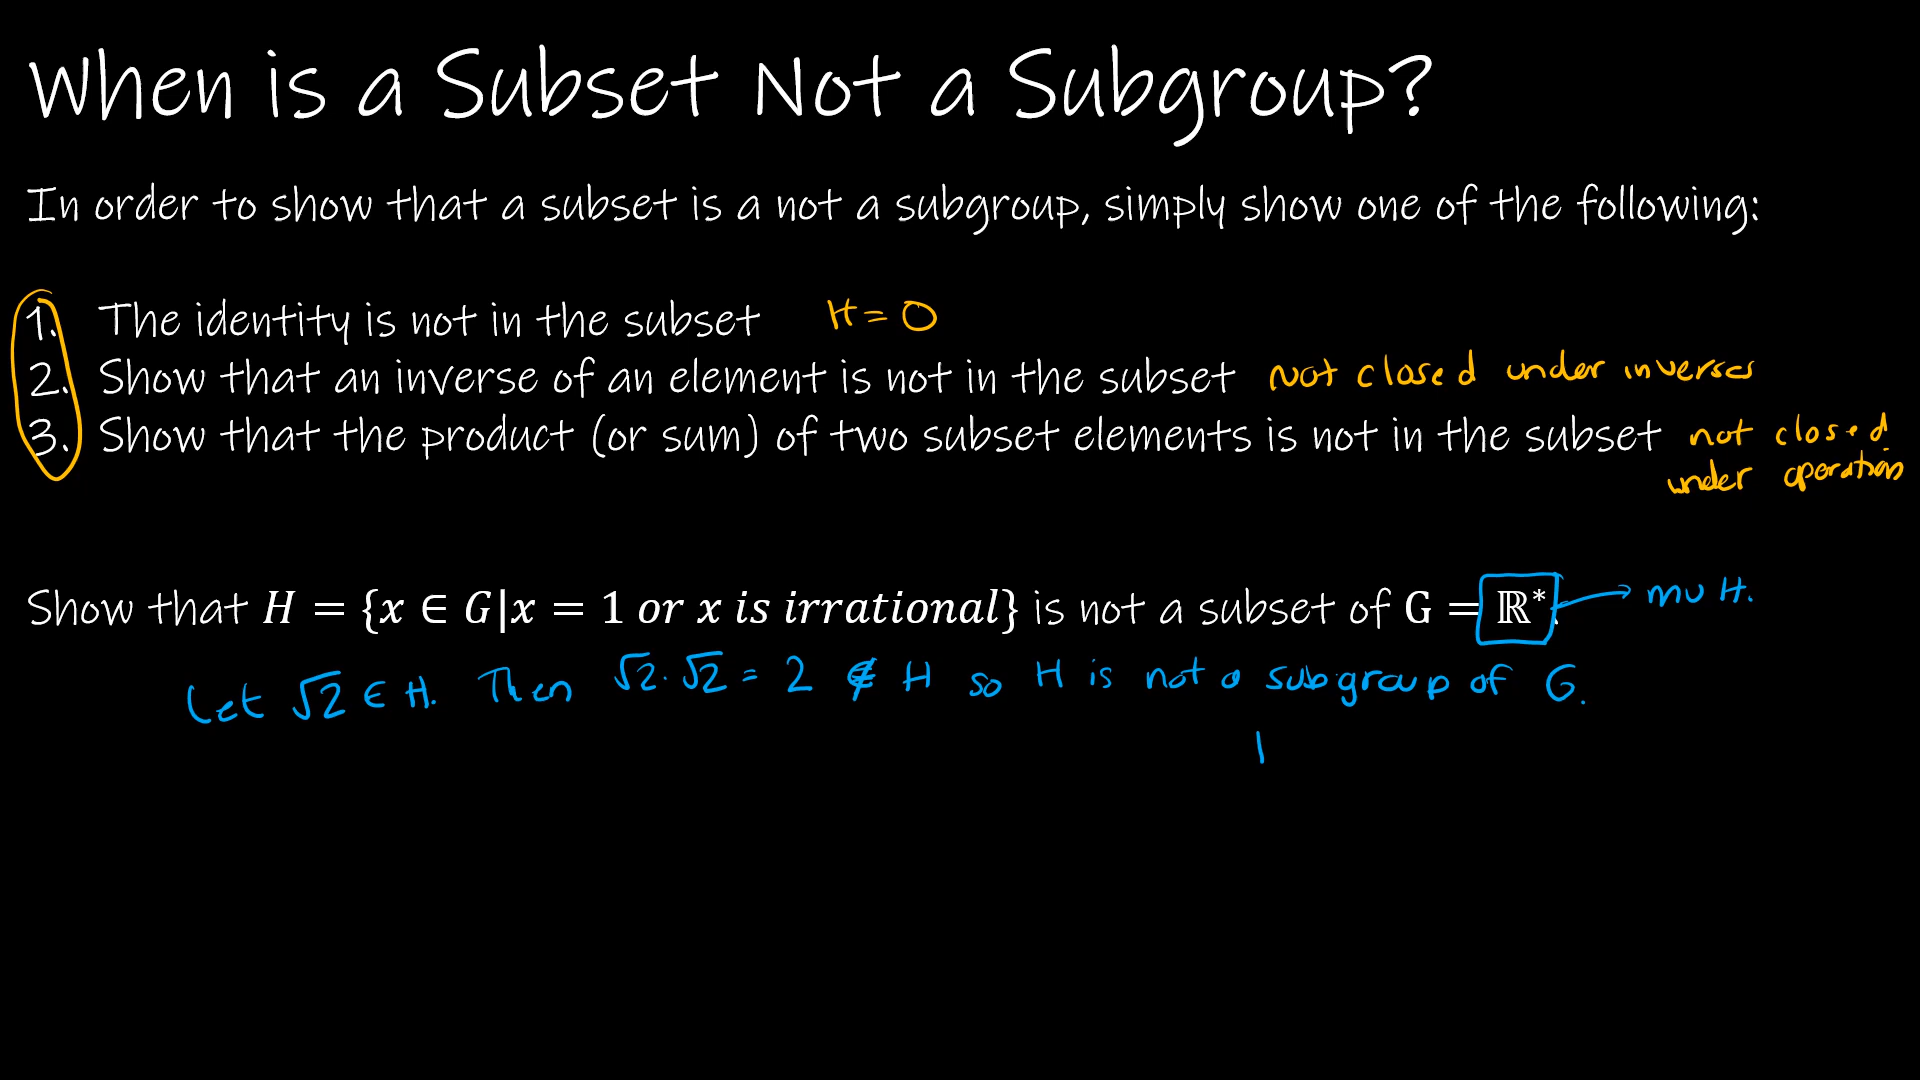 When is a Subset Not a Subgroup?
In order to show that a subset is a not a subgroup, simply show one of the following:
1. The identity is not in the subset H = O
2. Show that an inverse of an element is not in the subset not closed under inverses
3. Show that the product (or sum) of two subset elements is not in the subset not closed
under operation
Show that H = {x ∈ G|x = 1 or x is irrational} is not a subset of G = ℝ*. → mult.
Let √2 ∈ H. Then √2 · √2 = 2 ∉ H so H is not a subgroup of G.